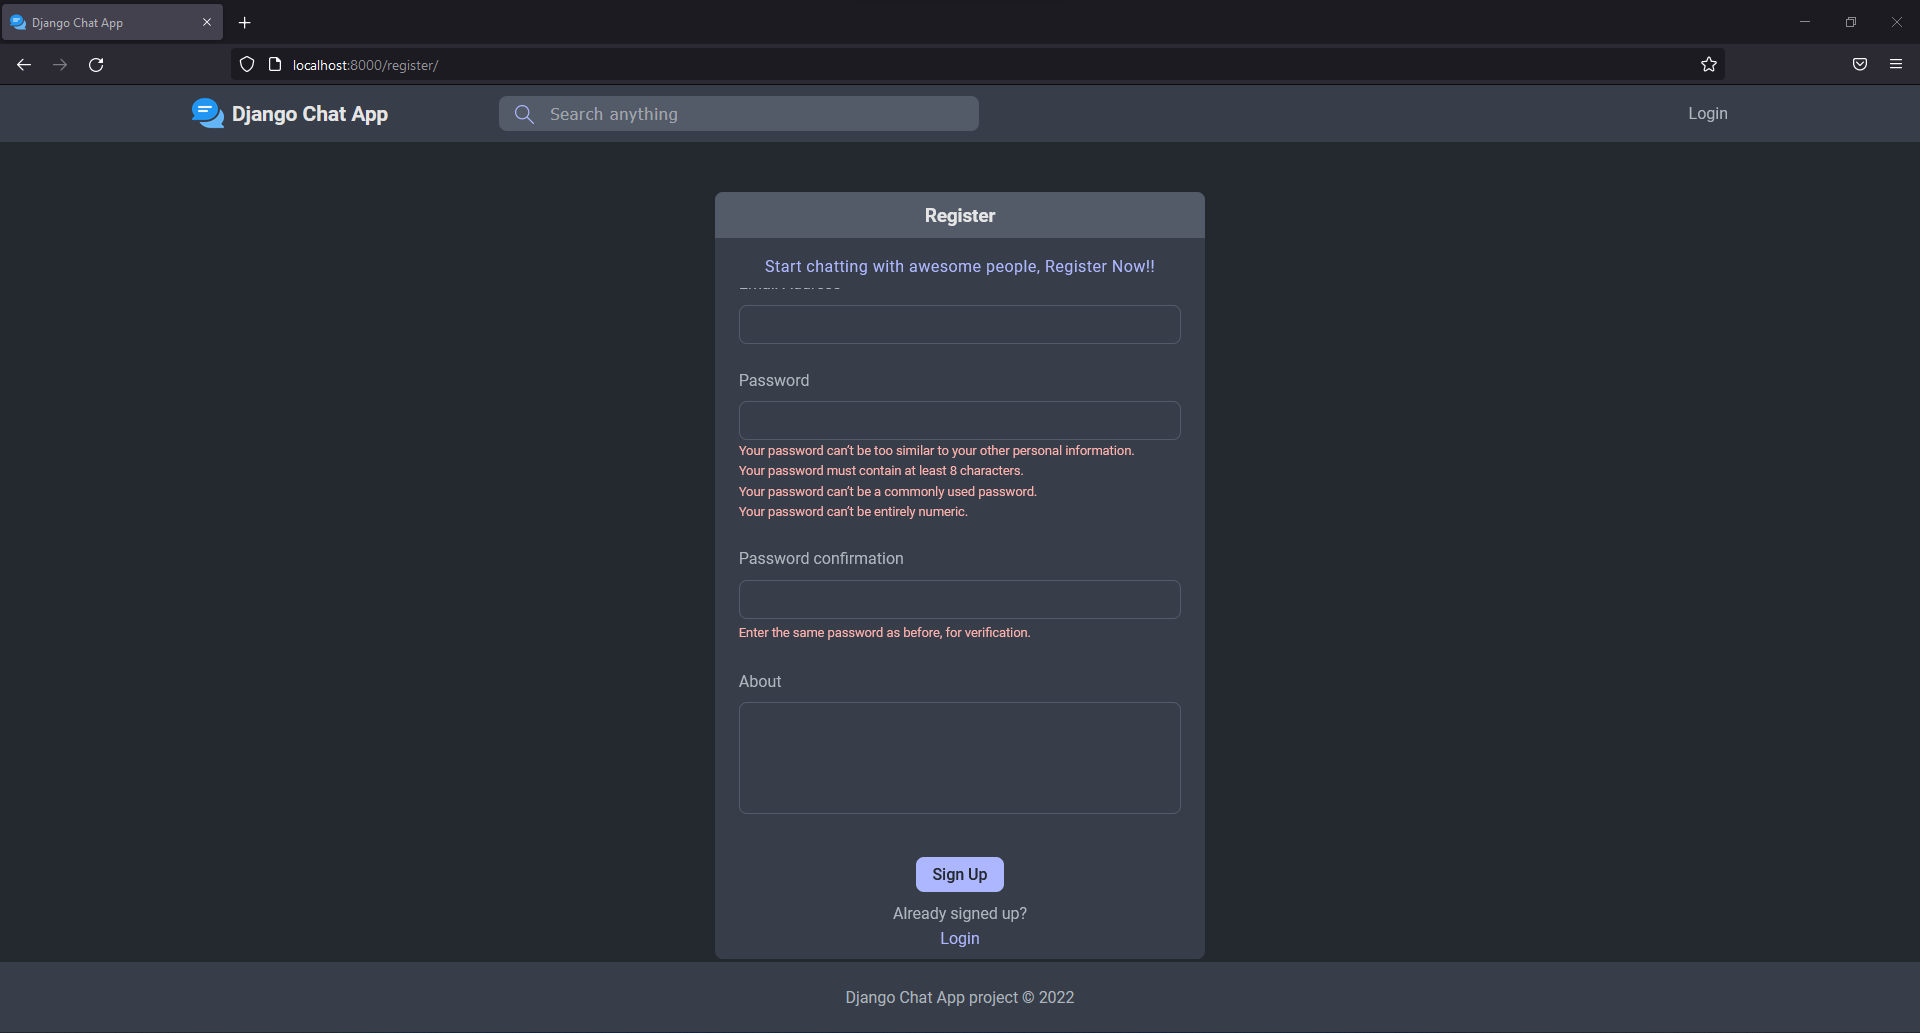 Django Chat App
localhost:8000/register/
Django Chat App
Search anything
Login
Register
Start chatting with awesome people, Register Now!!
Password
Your password can't be too similar to your other personal information.
Your password must contain at least 8 characters.
Your password can't be a commonly used password.
Your password can't be entirely numeric.
Password confirmation
Enter the same password as before, for verification.
About
Sign Up
Already signed up?
Login
Django Chat App project © 2022